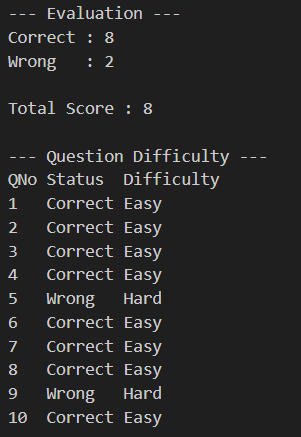 --- Evaluation ---
Correct : 8
Wrong   : 2

Total Score : 8

--- Question Difficulty ---
QNo Status  Difficulty
1   Correct Easy
2   Correct Easy
3   Correct Easy
4   Correct Easy
5   Wrong   Hard
6   Correct Easy
7   Correct Easy
8   Correct Easy
9   Wrong   Hard
10  Correct Easy